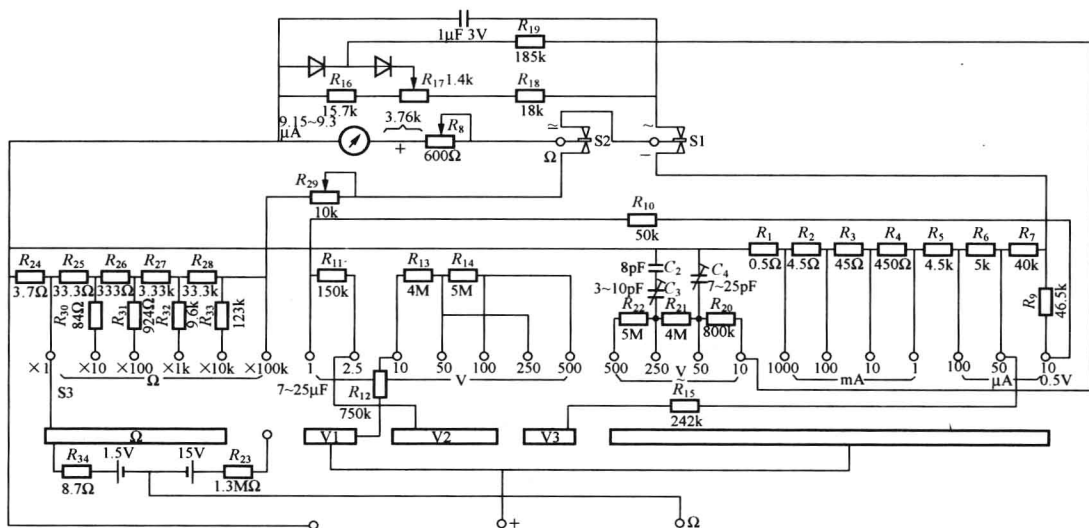 1μF 3V
R19
185k
R16
15.7k
R17 1.4k
R18
18k
9.15~9.3
μA
3.76k
+
R8
600Ω
≃
Ω
S2
~
−
S1
R29
10k
R10
50k
R24
3.7Ω
R25
33.3Ω
R26
333Ω
R27
3.33k
R28
33.3k
R30
84Ω
R31
924Ω
R32
9.6k
R33
123k
R11
150k
R13
4M
R14
5M
8pF C2
3~10pF C3
C4
7~25pF
R22
5M
R21
4M
R20
800k
R1
0.5Ω
R2
4.5Ω
R3
45Ω
R4
450Ω
R5
4.5k
R6
5k
R7
40k
R9
46.5k
×1 ×10 ×100 ×1k ×10k ×100k
Ω
S3
1 2.5 10 50 100 250 500
V
7~25μF
R12
750k
500 250 50 10
V
~
1000 100 10 1
mA
100 50 10
μA
0.5V
R15
242k
Ω
V1
V2
V3
R34
8.7Ω
1.5V
15V
R23
1.3MΩ
+
Ω